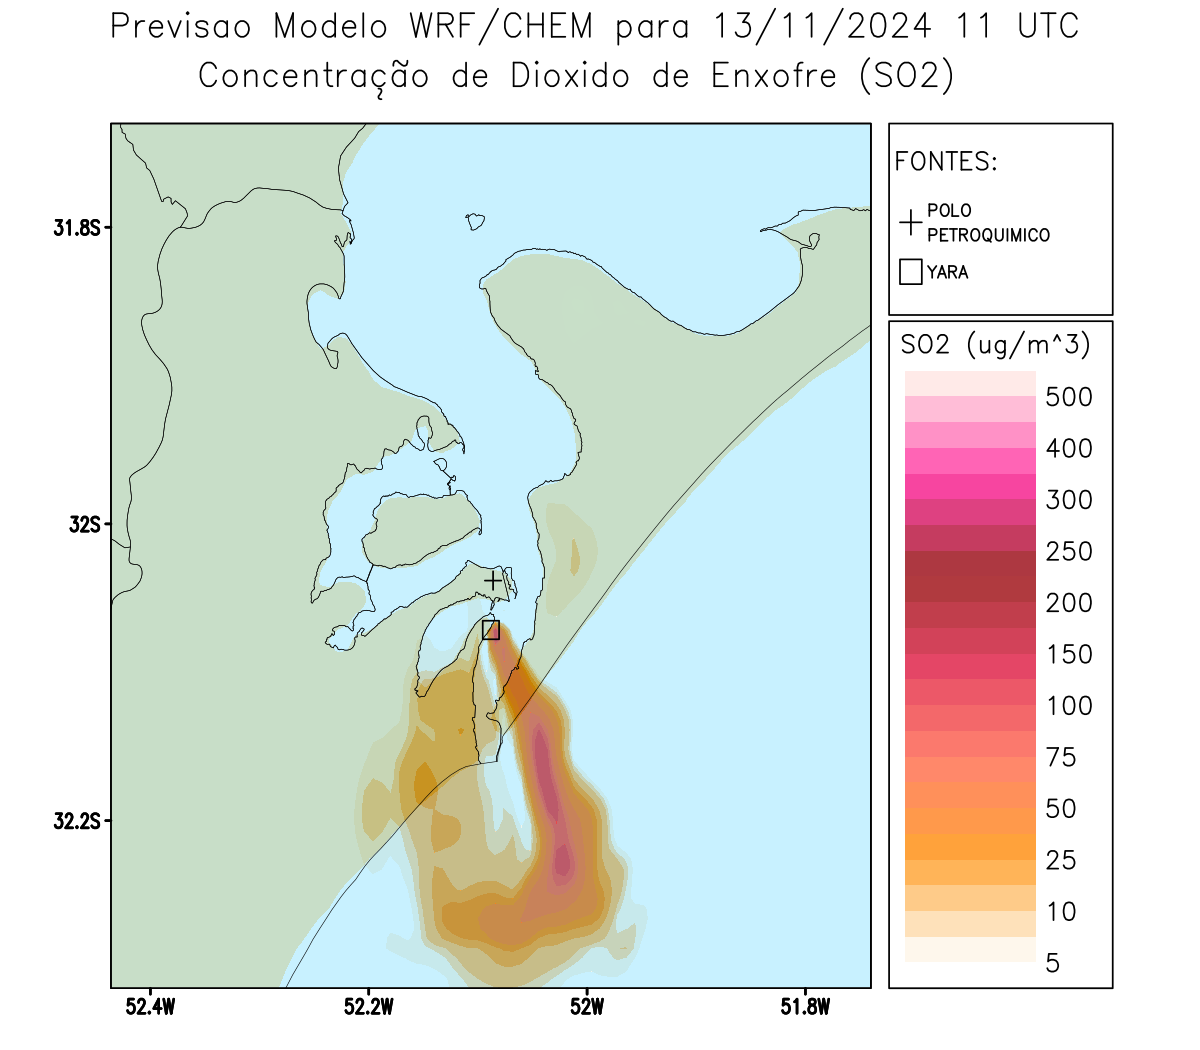 Previsao Modelo WRF/CHEM para 13/11/2024 11 UTC
Concentração de Dioxido de Enxofre (SO2)
FONTES:
POLO
PETROQUIMICO
YARA
31.8S
32S
32.2S
52.4W
52.2W
52W
51.8W
SO2 (ug/m^3)
500
400
300
250
200
150
100
75
50
25
10
5